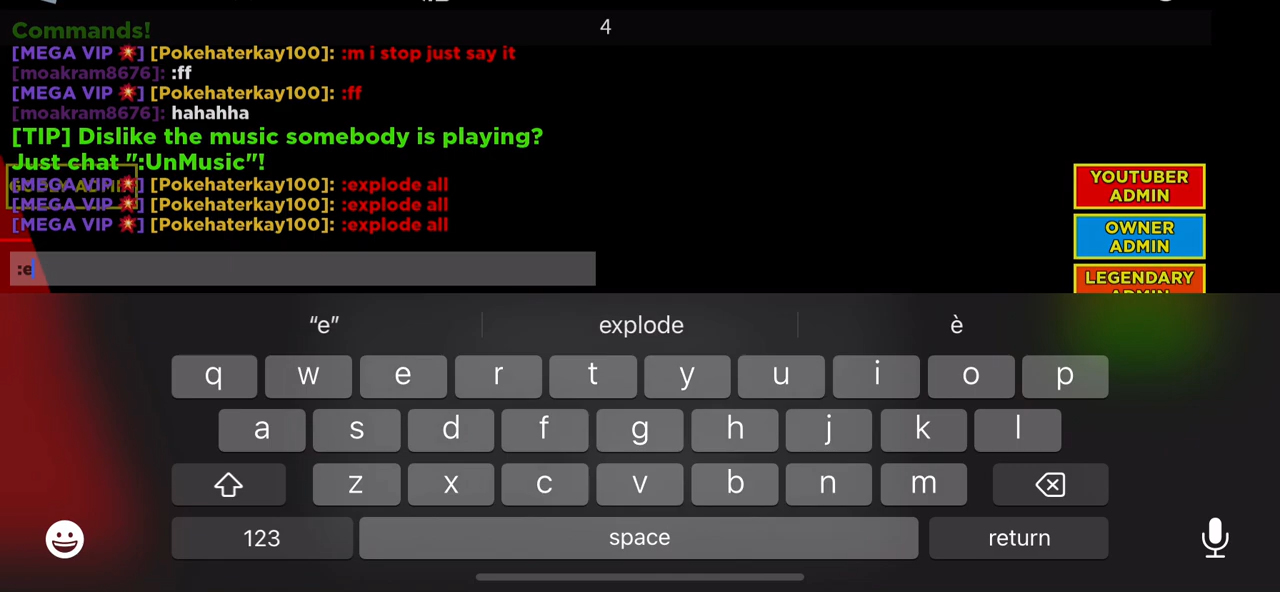 4
Commands!
[MEGA VIP 💥] [Pokehaterkay100]: :m i stop just say it
[moakram8676]: :ff
[MEGA VIP 💥] [Pokehaterkay100]: :ff
[moakram8676]: hahahha
[TIP] Dislike the music somebody is playing?
Just chat ":UnMusic"!
[MEGA VIP 💥] [Pokehaterkay100]: :explode all
[MEGA VIP 💥] [Pokehaterkay100]: :explode all
[MEGA VIP 💥] [Pokehaterkay100]: :explode all
YOUTUBER
ADMIN
OWNER
ADMIN
LEGENDARY
ADMIN
:e
“e” explode è
q w e r t y u i o p
a s d f g h j k l
z x c v b n m
123 space return